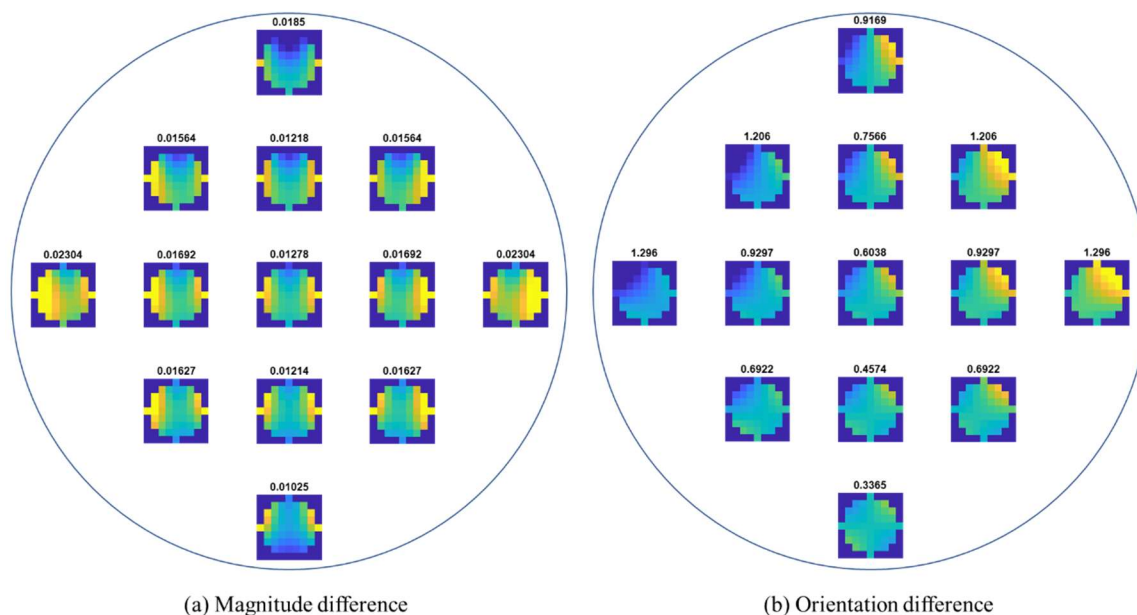 0.0185
0.01564 0.01218 0.01564
0.02304 0.01692 0.01278 0.01692 0.02304
0.01627 0.01214 0.01627
0.01025
(a) Magnitude difference
0.9169
1.206 0.7566 1.206
1.296 0.9297 0.6038 0.9297 1.296
0.6922 0.4574 0.6922
0.3365
(b) Orientation difference